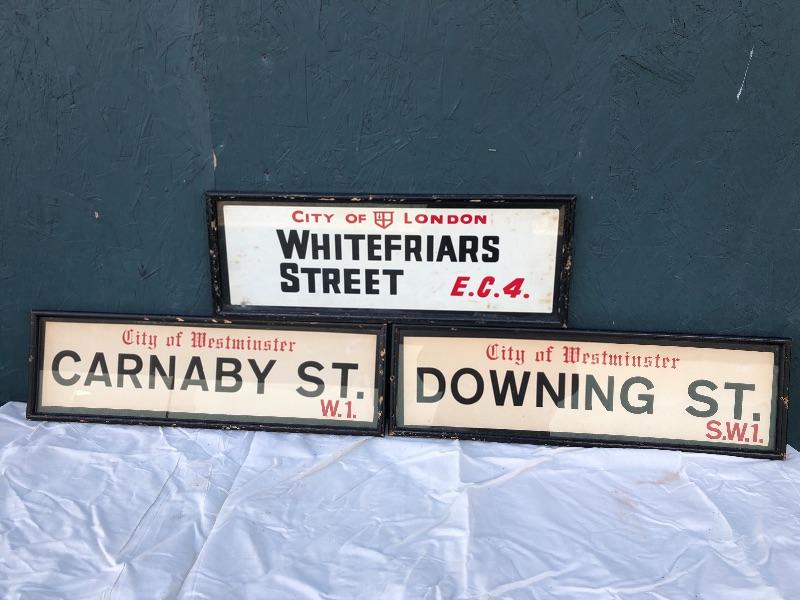 CITY OF LONDON
WHITEFRIARS
STREET E.C.4.
City of Westminster
CARNABY ST.
W.1.
City of Westminster
DOWNING ST.
S.W.1.